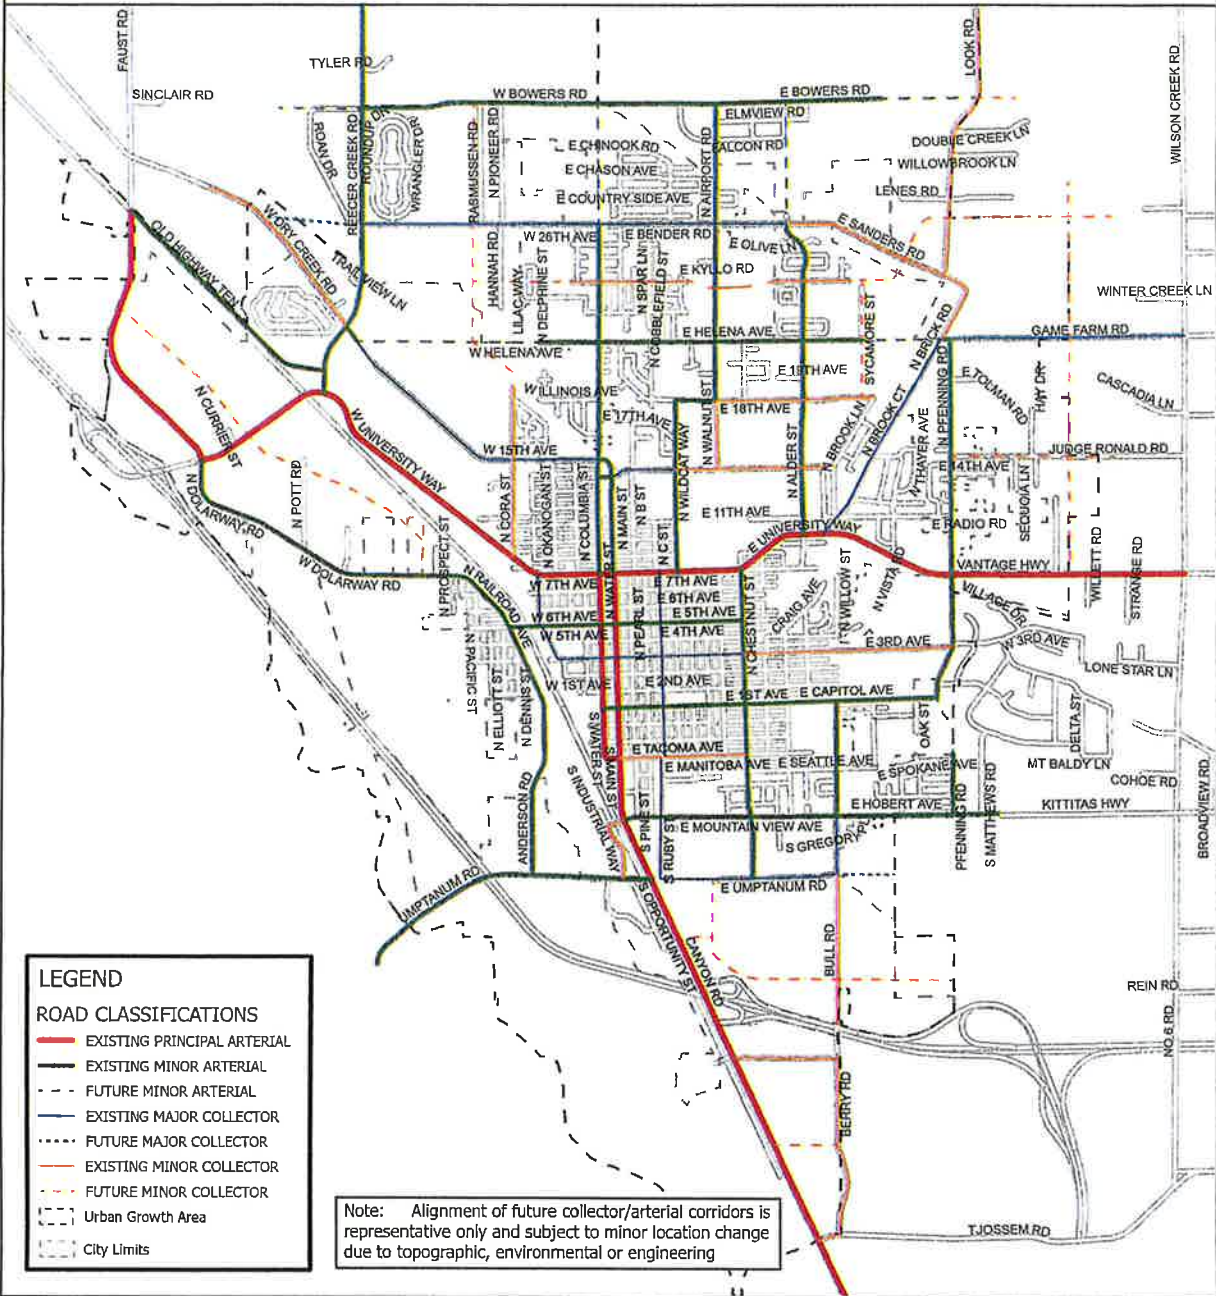 FAUST RD
TYLER RD
SINCLAIR RD
W BOWERS RD
E BOWERS RD
LOOK RD
WILSON CREEK RD
ELMVIEW RD
ROAN DR
REECER CREEK RD
ROUNDUP DR
WRANGLER DR
RASMUSSEN RD
N PIONEER RD
E CHINOOK RD
FALCON RD
N AIRPORT RD
DOUBLE CREEK LN
WILLOWBROOK LN
E CHASON AVE
LENES RD
E COUNTRY SIDE AVE
W DRY CREEK RD
OLD HIGHWAY TEN
W 26TH AVE
E BENDER RD
E OLIVE LN
E SANDERS RD
TRAILVIEW LN
HANNAH RD
LILAC WAY
N DELPHINE ST
N SPAR LN
N COBBLEFIELD ST
E KYLLO RD
SYCAMORE ST
N BRICK RD
WINTER CREEK LN
E HELENA AVE
GAME FARM RD
W HELENA AVE
E 19TH AVE
N CURRIER ST
W ILLINOIS AVE
E 17TH AVE
E 18TH AVE
N WALNUT ST
N PFENNING RD
E TOLMAN RD
HAY DR
CASCADIA LN
W UNIVERSITY WAY
W 15TH AVE
N WILDCAT WAY
N ALDER ST
N BROOK LN
N BROOK CT
N THAYER AVE
E 14TH AVE
JUDGE RONALD RD
N DOLARWAY RD
N POTT RD
N CORA ST
N OKANOGAN ST
N COLUMBIA ST
N MAIN ST
N B ST
N C ST
E 11TH AVE
E RADIO RD
SEQUOIA LN
E UNIVERSITY WAY
VANTAGE HWY
W DOLARWAY RD
N PROSPECT ST
N RAILROAD AVE
W 7TH AVE
N WATER ST
E 7TH AVE
E 6TH AVE
E 5TH AVE
W 6TH AVE
W 5TH AVE
N PEARL ST
E 4TH AVE
N CHESTNUT ST
CRAIG AVE
N WILLOW ST
N VISTA RD
VILLAGE DR
WILLETT RD
STRANGE RD
E 3RD AVE
W 3RD AVE
LONE STAR LN
N PACIFIC ST
N ELLIOTT ST
N DENNIS ST
W 1ST AVE
E 2ND AVE
E 1ST AVE
E CAPITOL AVE
OAK ST
DELTA ST
S WATER ST
S MAIN ST
E TACOMA AVE
E MANITOBA AVE
E SEATTLE AVE
E SPOKANE AVE
MT BALDY LN
COHOE RD
BROADVIEW RD
ANDERSON RD
S INDUSTRIAL WAY
S PINE ST
S RUBY ST
E HOBERT AVE
PFENNING RD
S MATTHEWS RD
KITTITAS HWY
E MOUNTAIN VIEW AVE
S GREGORY PL
UMPTANUM RD
E UMPTANUM RD
S OPPORTUNITY ST
CANYON RD
BULL RD
REIN RD
NO 6 RD
BERRY RD
TJOSSEM RD
LEGEND
ROAD CLASSIFICATIONS
EXISTING PRINCIPAL ARTERIAL
EXISTING MINOR ARTERIAL
FUTURE MINOR ARTERIAL
EXISTING MAJOR COLLECTOR
FUTURE MAJOR COLLECTOR
EXISTING MINOR COLLECTOR
FUTURE MINOR COLLECTOR
Urban Growth Area
City Limits
Note: Alignment of future collector/arterial corridors is
representative only and subject to minor location change
due to topographic, environmental or engineering